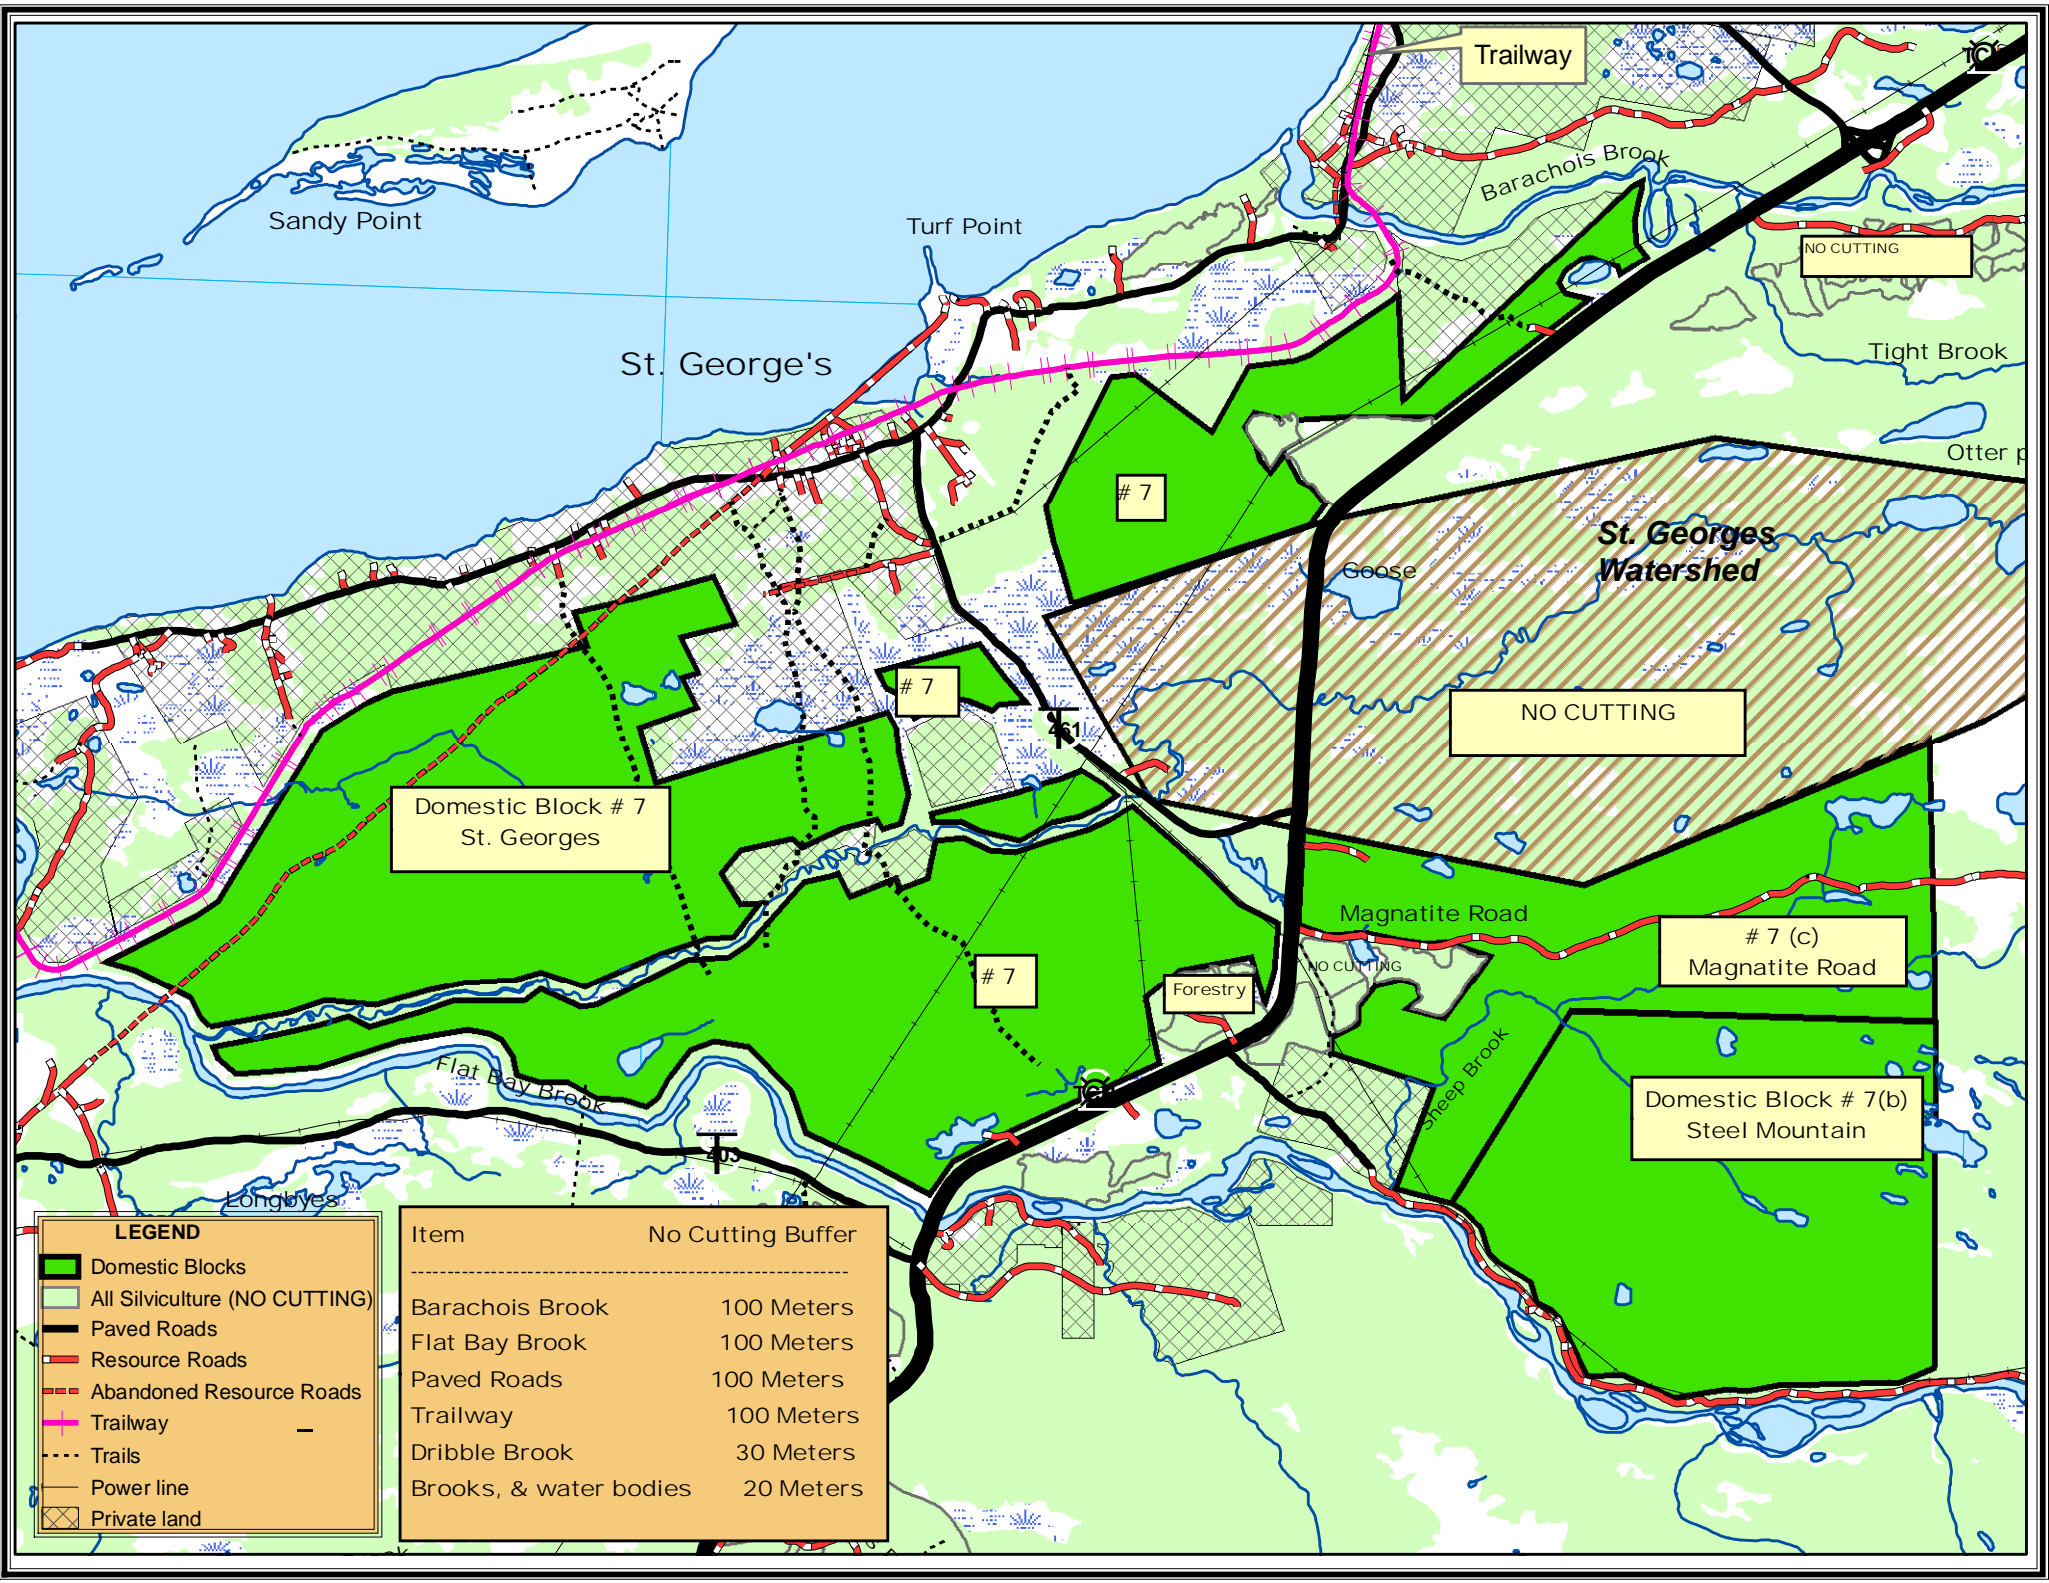 Trailway
TCH
Barachois Brook
Sandy Point
Turf Point
NO CUTTING
St. George's
Tight Brook
Otter p
# 7
St. Georges
Watershed
Goose
# 7
NO CUTTING
461
Domestic Block # 7
St. Georges
Magnatite Road
# 7 (c)
Magnatite Road
NO CUTTING
# 7
Forestry
Sheep Brook
Flat Bay Brook
TCH
Domestic Block # 7(b)
Steel Mountain
403
Longbyes
LEGEND
Domestic Blocks
All Silviculture (NO CUTTING)
Paved Roads
Resource Roads
Abandoned Resource Roads
Trailway
Trails
Power line
Private land
Item No Cutting Buffer
------------------------------------------------------------
Barachois Brook 100 Meters
Flat Bay Brook 100 Meters
Paved Roads 100 Meters
Trailway 100 Meters
Dribble Brook 30 Meters
Brooks, & water bodies 20 Meters